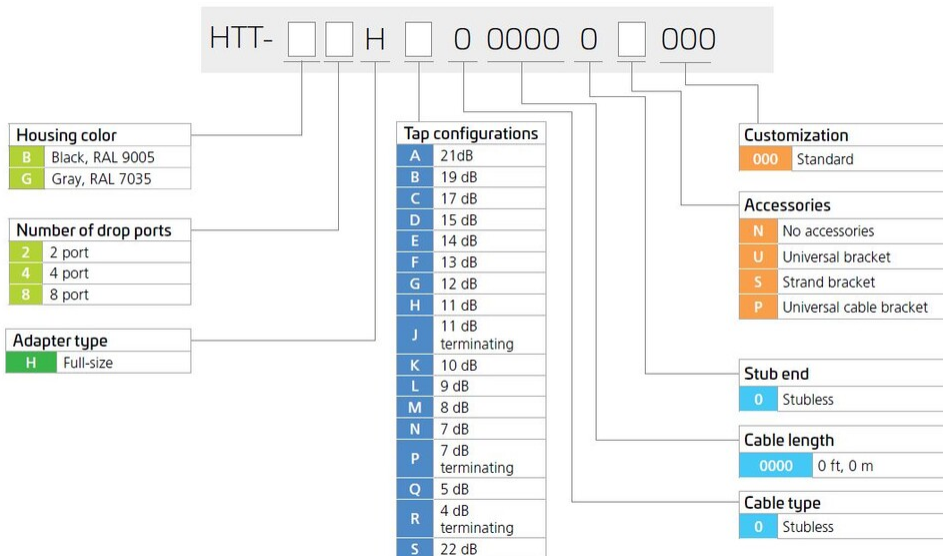 HTT- H 0 0000 0 000
Housing color
B Black, RAL 9005
G Gray, RAL 7035
Number of drop ports
2 2 port
4 4 port
8 8 port
Adapter type
H Full-size
Tap configurations
A 21dB
B 19 dB
C 17 dB
D 15 dB
E 14 dB
F 13 dB
G 12 dB
H 11 dB
J 11 dB
terminating
K 10 dB
L 9 dB
M 8 dB
N 7 dB
P 7 dB
terminating
Q 5 dB
R 4 dB
terminating
S 22 dB
Customization
000 Standard
Accessories
N No accessories
U Universal bracket
S Strand bracket
P Universal cable bracket
Stub end
0 Stubless
Cable length
0000 0 ft, 0 m
Cable type
0 Stubless